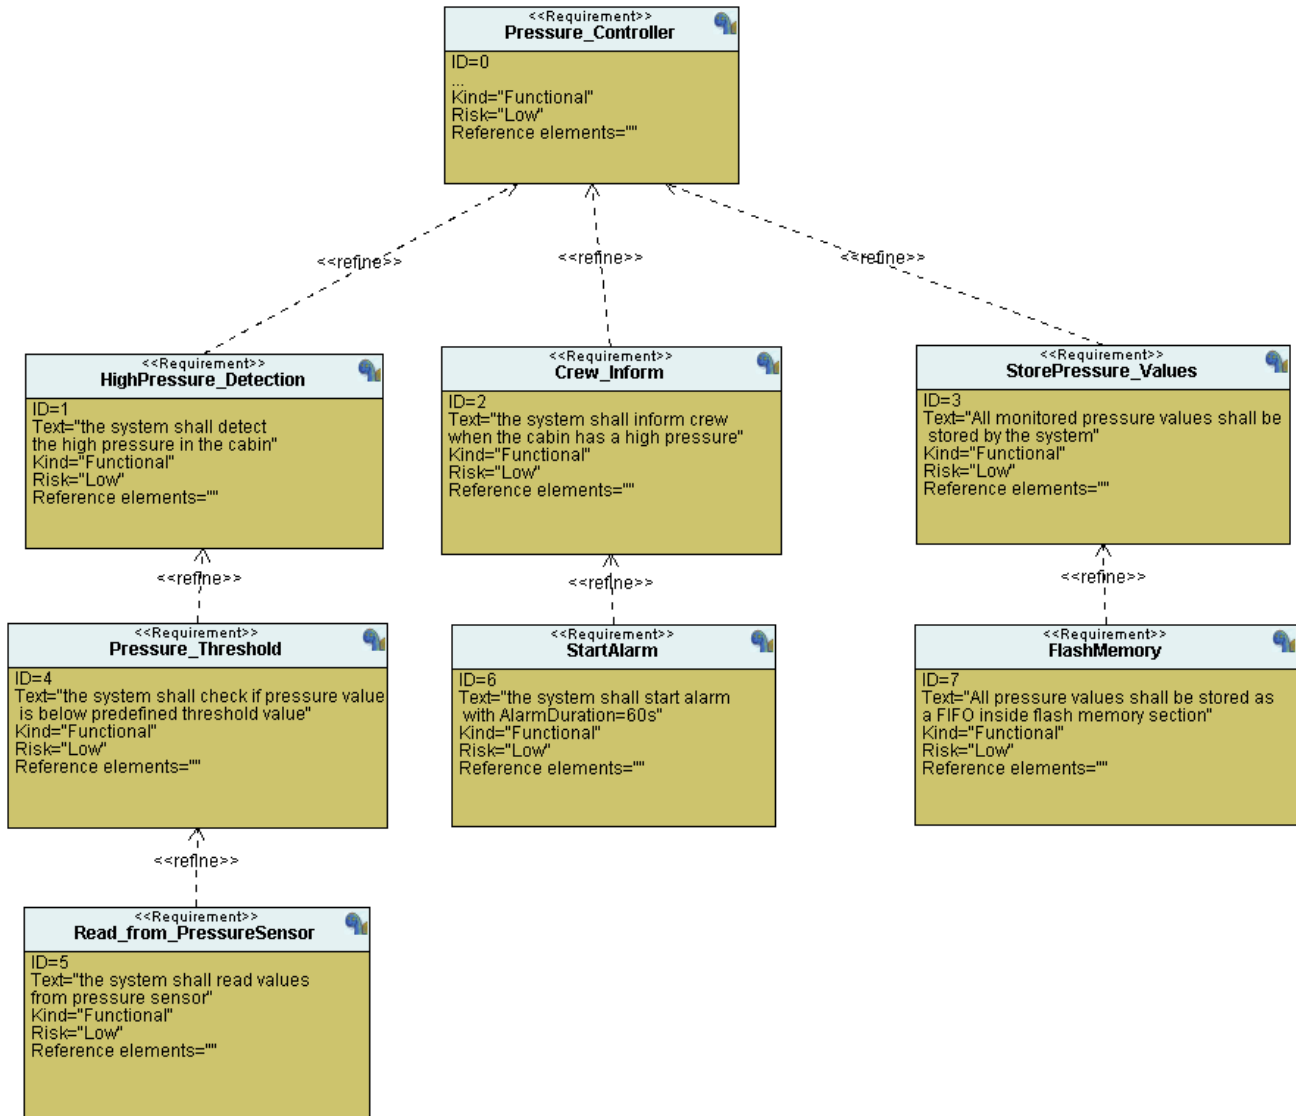 <<Requirement>>
Pressure_Controller
ID=0
...
Kind="Functional"
Risk="Low"
Reference elements=""
<<refine>>
<<refine>>
<<refine>>
<<Requirement>>
HighPressure_Detection
ID=1
Text="the system shall detect
the high pressure in the cabin"
Kind="Functional"
Risk="Low"
Reference elements=""
<<Requirement>>
Crew_Inform
ID=2
Text="the system shall inform crew
when the cabin has a high pressure"
Kind="Functional"
Risk="Low"
Reference elements=""
<<Requirement>>
StorePressure_Values
ID=3
Text="All monitored pressure values shall be
stored by the system"
Kind="Functional"
Risk="Low"
Reference elements=""
<<refine>>
<<refine>>
<<refine>>
<<Requirement>>
Pressure_Threshold
ID=4
Text="the system shall check if pressure value
is below predefined threshold value"
Kind="Functional"
Risk="Low"
Reference elements=""
<<Requirement>>
StartAlarm
ID=6
Text="the system shall start alarm
with AlarmDuration=60s"
Kind="Functional"
Risk="Low"
Reference elements=""
<<Requirement>>
FlashMemory
ID=7
Text="All pressure values shall be stored as
a FIFO inside flash memory section"
Kind="Functional"
Risk="Low"
Reference elements=""
<<refine>>
<<Requirement>>
Read_from_PressureSensor
ID=5
Text="the system shall read values
from pressure sensor"
Kind="Functional"
Risk="Low"
Reference elements=""